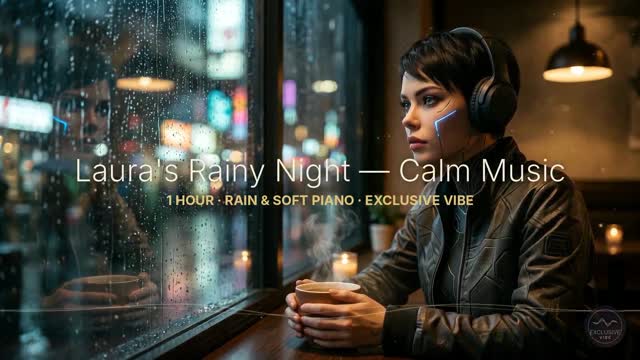 Laura's Rainy Night — Calm Music
1 HOUR · RAIN & SOFT PIANO · EXCLUSIVE VIBE
EXCLUSIVE
VIBE